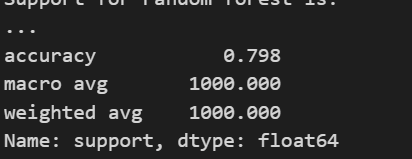 Support for random forest is:
...
accuracy 0.798
macro avg 1000.000
weighted avg 1000.000
Name: support, dtype: float64